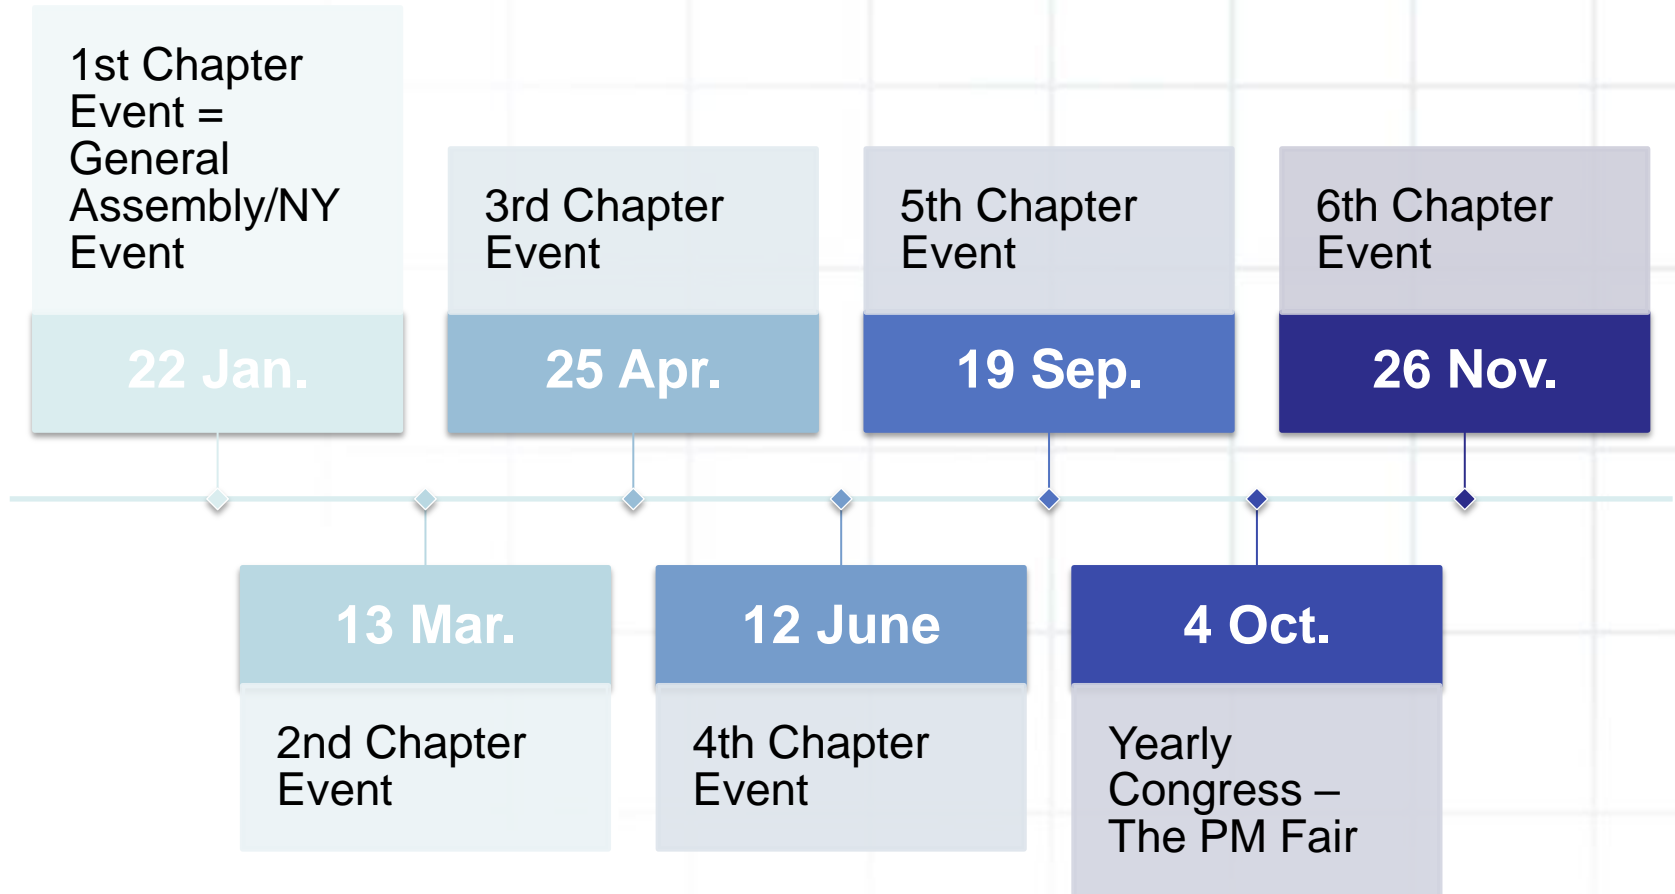 1st Chapter
Event =
General
Assembly/NY
Event
22 Jan.
13 Mar.
2nd Chapter
Event
3rd Chapter
Event
25 Apr.
12 June
4th Chapter
Event
5th Chapter
Event
19 Sep.
4 Oct.
Yearly
Congress –
The PM Fair
6th Chapter
Event
26 Nov.